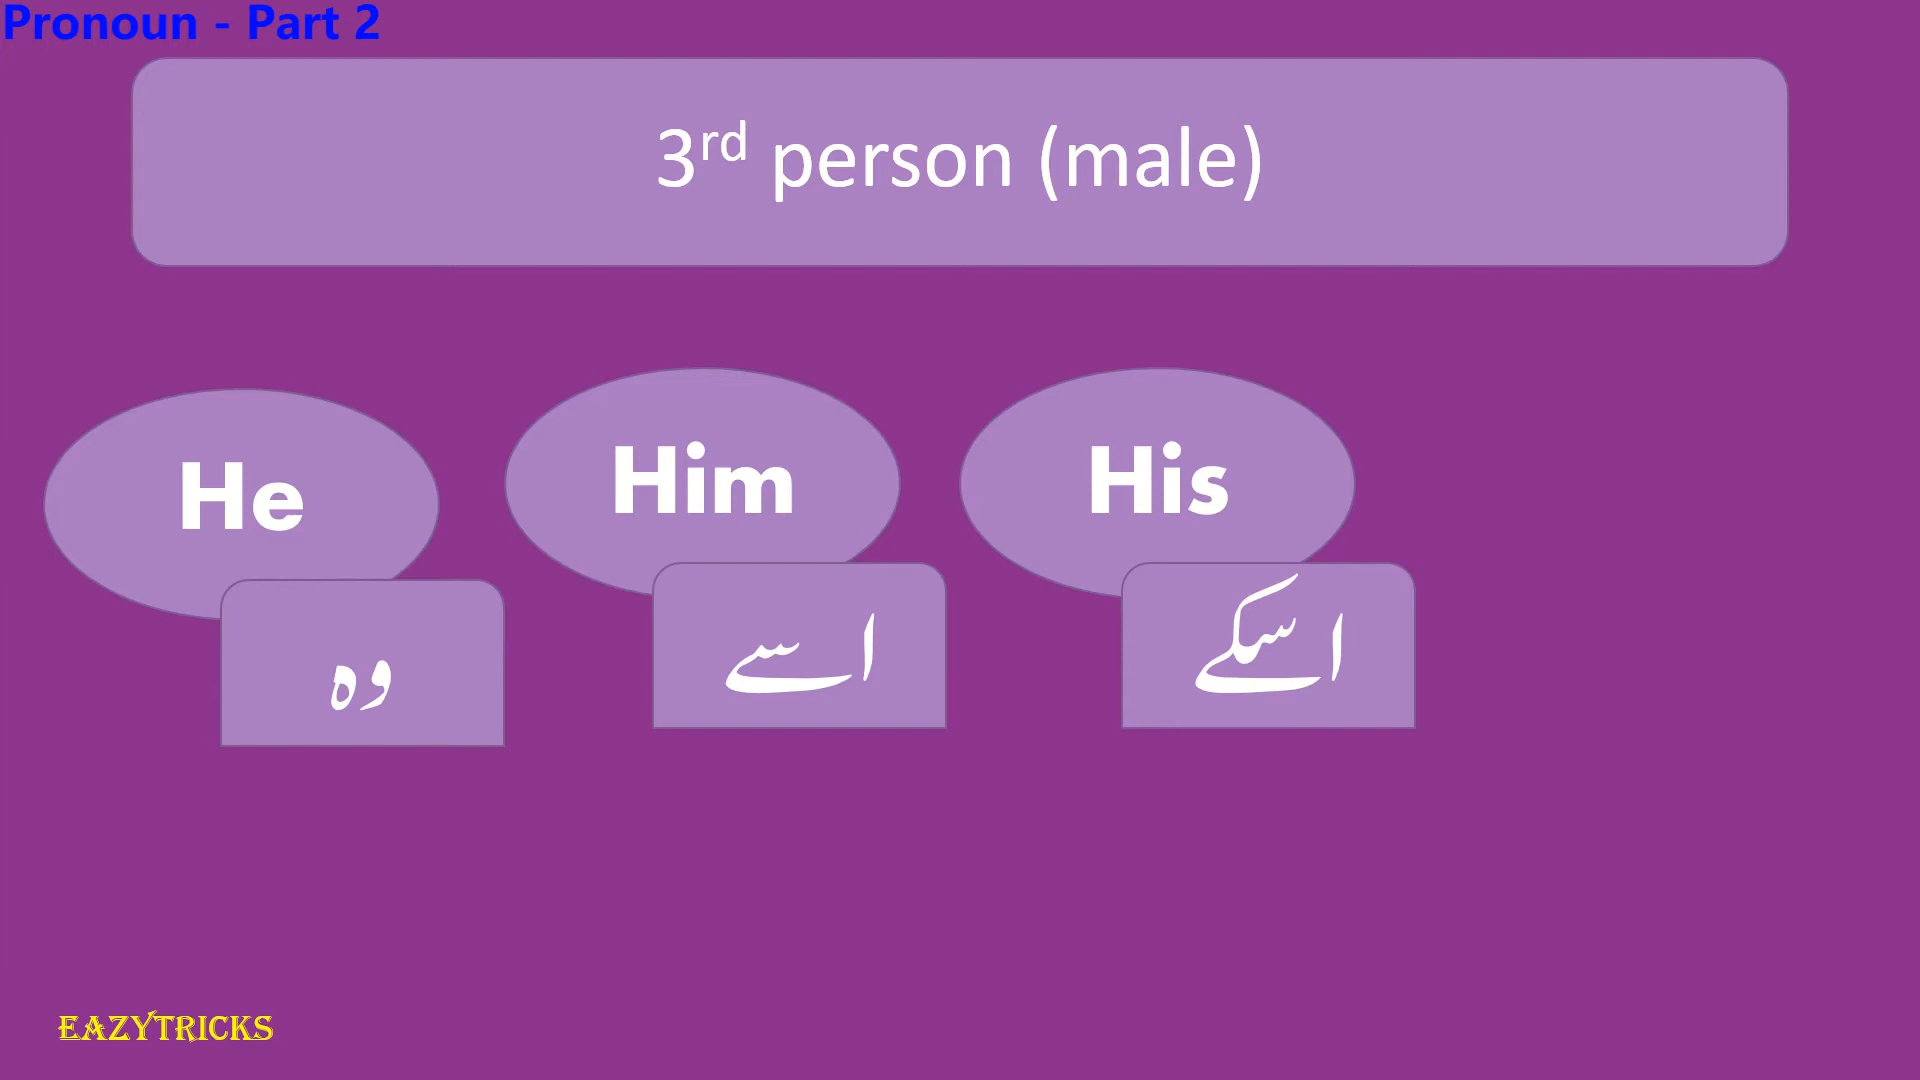 Pronoun - Part 2
3rd person (male)
He
Him
His
وہ
اسے
اسکے
EAZYTRICKS